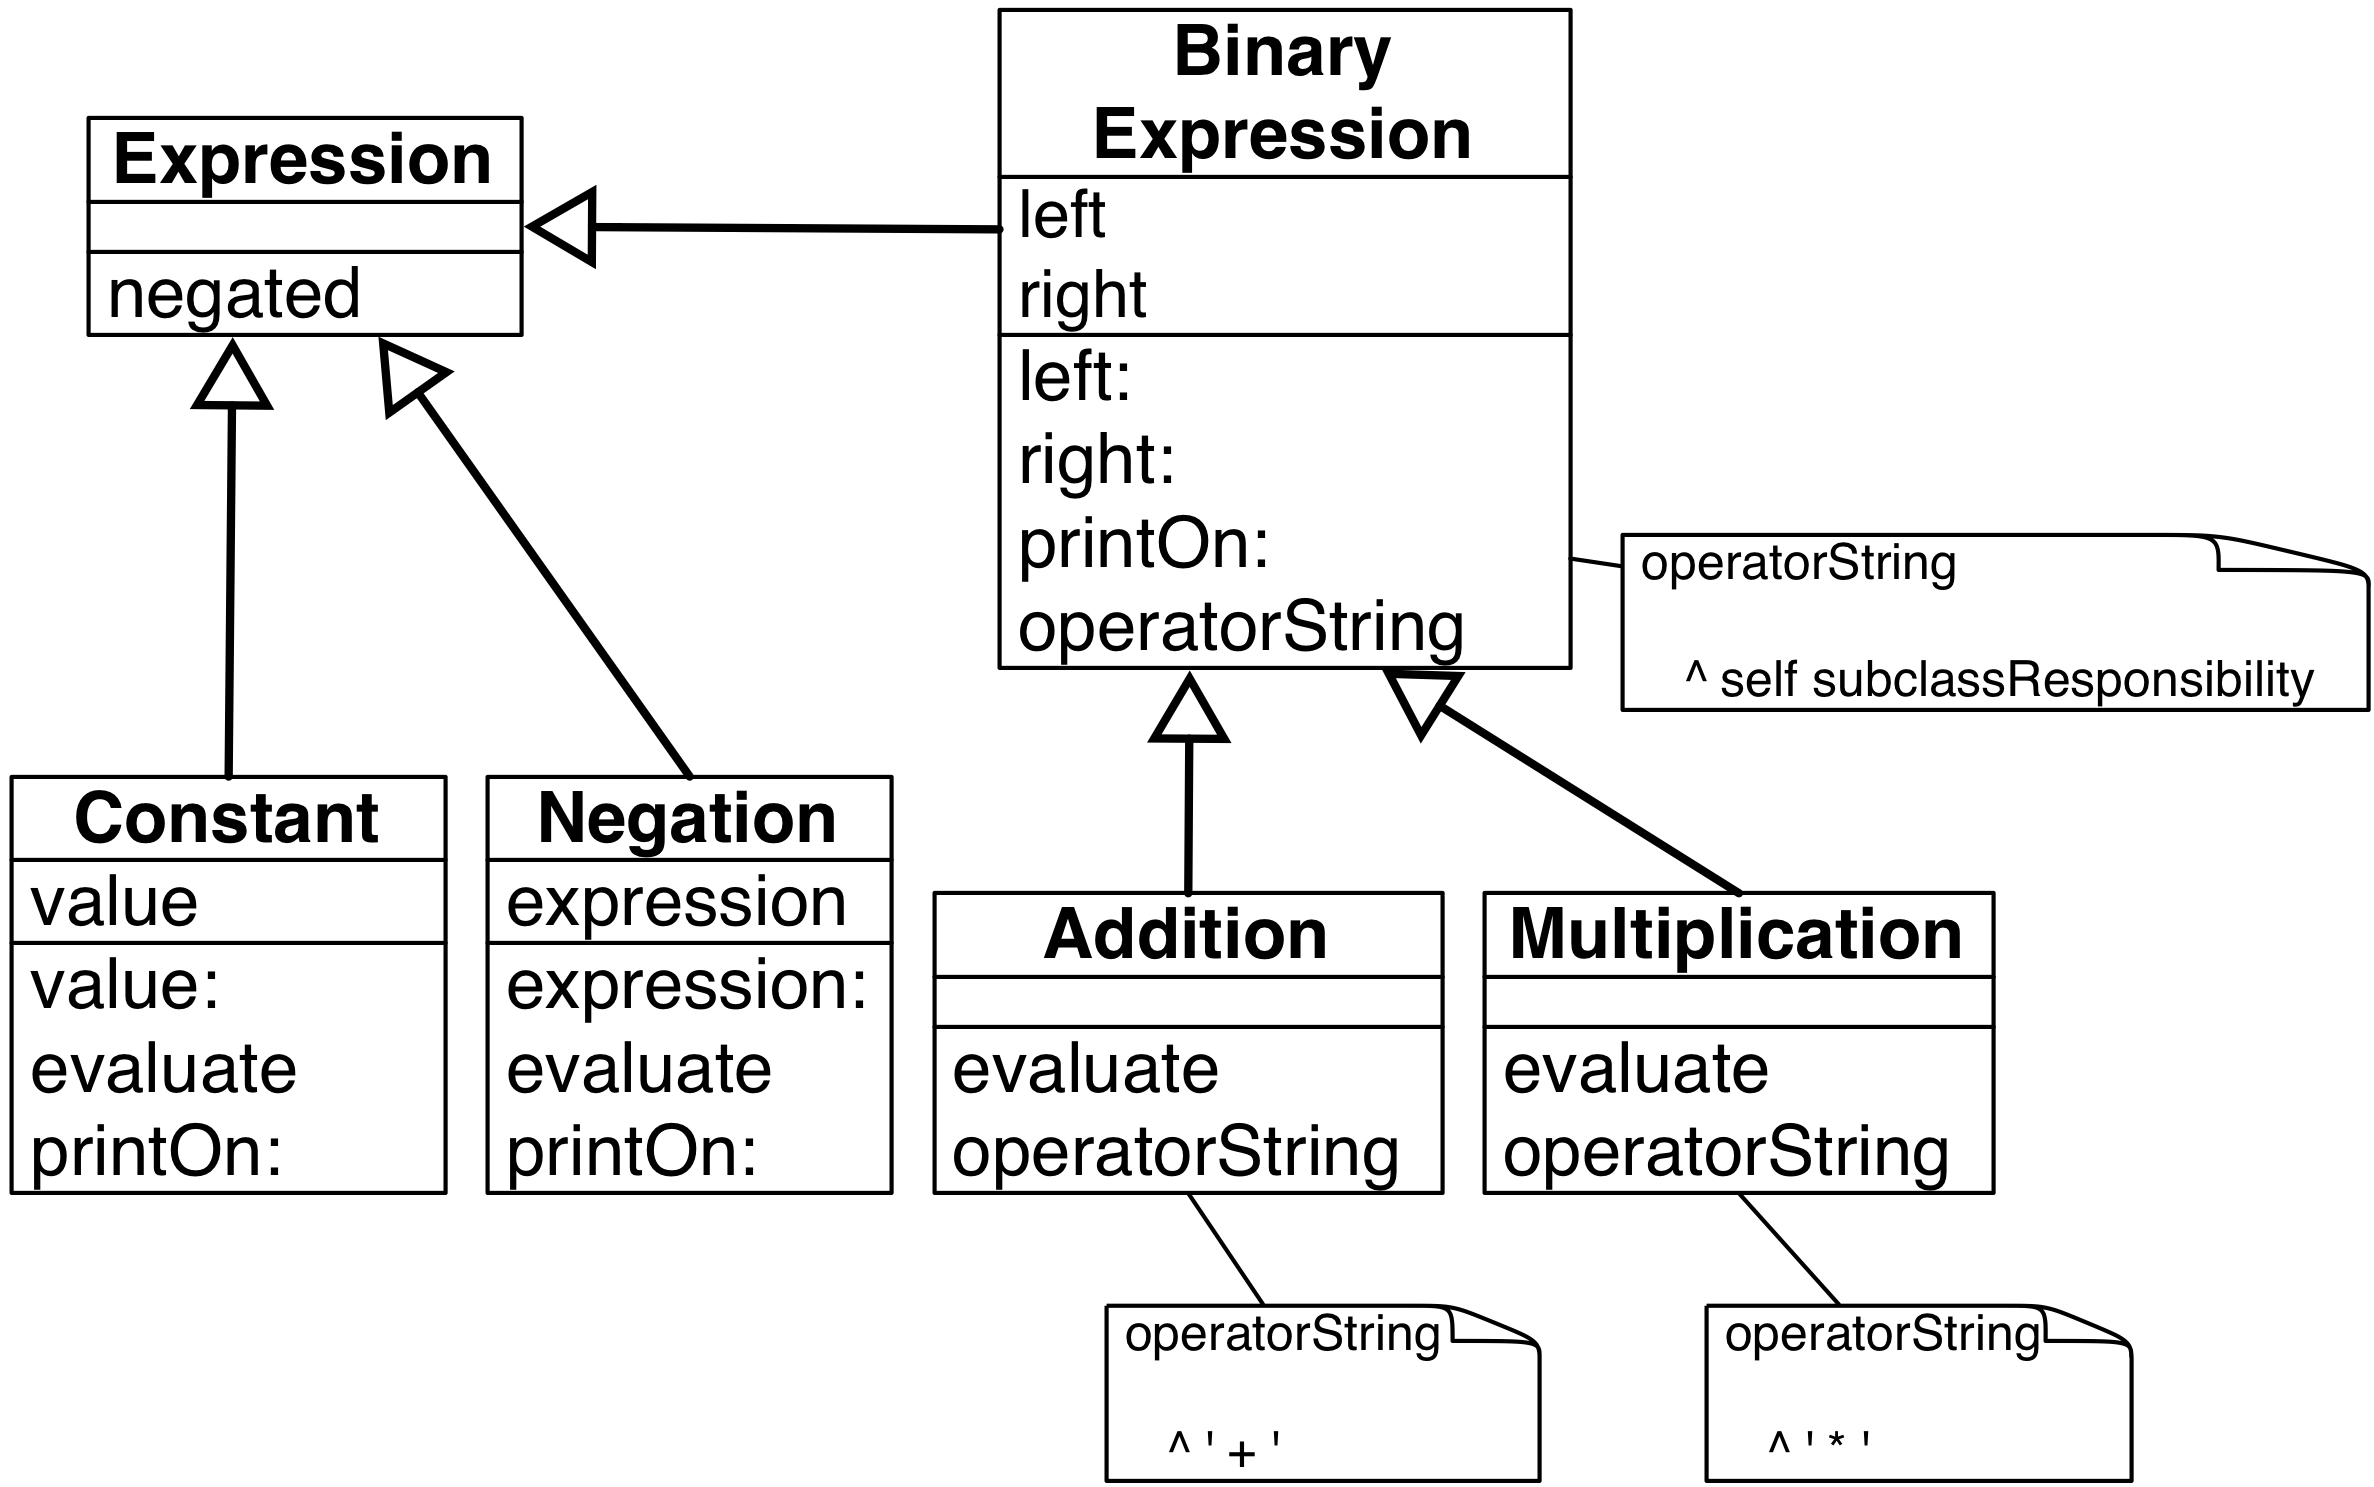 Expression
negated
Binary
Expression
left
right
left:
right:
printOn:
operatorString
operatorString
^ self subclassResponsibility
Constant
value
value:
evaluate
printOn:
Negation
expression
expression:
evaluate
printOn:
Addition
evaluate
operatorString
Multiplication
evaluate
operatorString
operatorString
^ ' + '
operatorString
^ ' * '